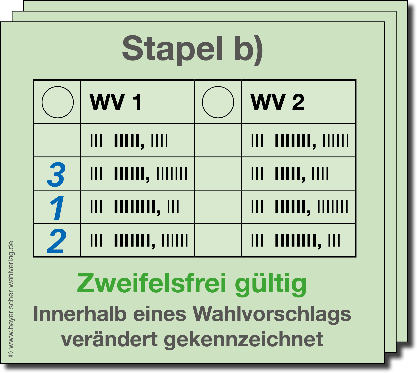 Stapel b)
WV 1 WV 2
3
1
2
Zweifelsfrei gültig
Innerhalb eines Wahlvorschlags
verändert gekennzeichnet